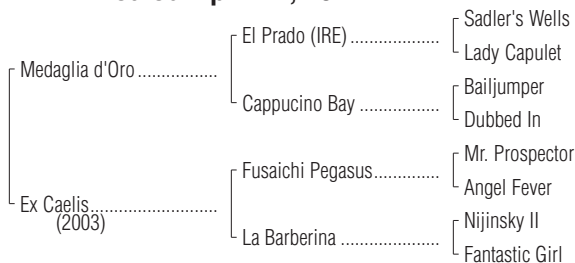 Sadler's Wells
El Prado (IRE)...................
Lady Capulet
Medaglia d'Oro................
Bailjumper
Cappucino Bay.................
Dubbed In
Mr. Prospector
Fusaichi Pegasus...............
Angel Fever
Ex Caelis..........................
(2003)
Nijinsky II
La Barberina.....................
Fantastic Girl